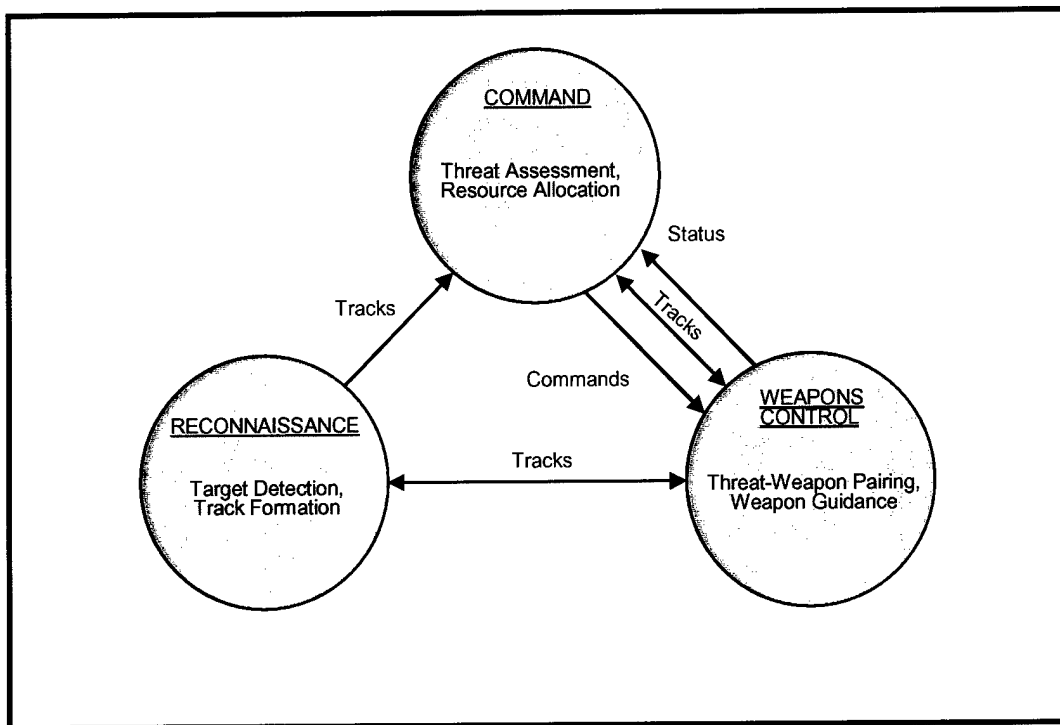 COMMAND
Threat Assessment,
Resource Allocation
Status
Tracks
Tracks
Commands
RECONNAISSANCE
Target Detection,
Track Formation
Tracks
WEAPONS
CONTROL
Threat-Weapon Pairing,
Weapon Guidance